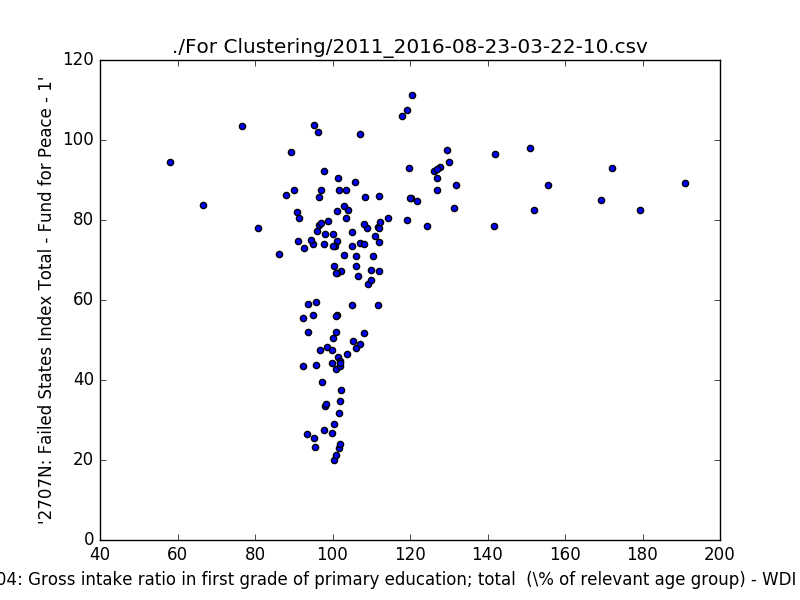 ./For Clustering/2011_2016-08-23-03-22-10.csv
120
100
80
60
40
20
0
'2707N: Failed States Index Total - Fund for Peace - 1'
40 60 80 100 120 140 160 180 200
04: Gross intake ratio in first grade of primary education; total (\% of relevant age group) - WDI